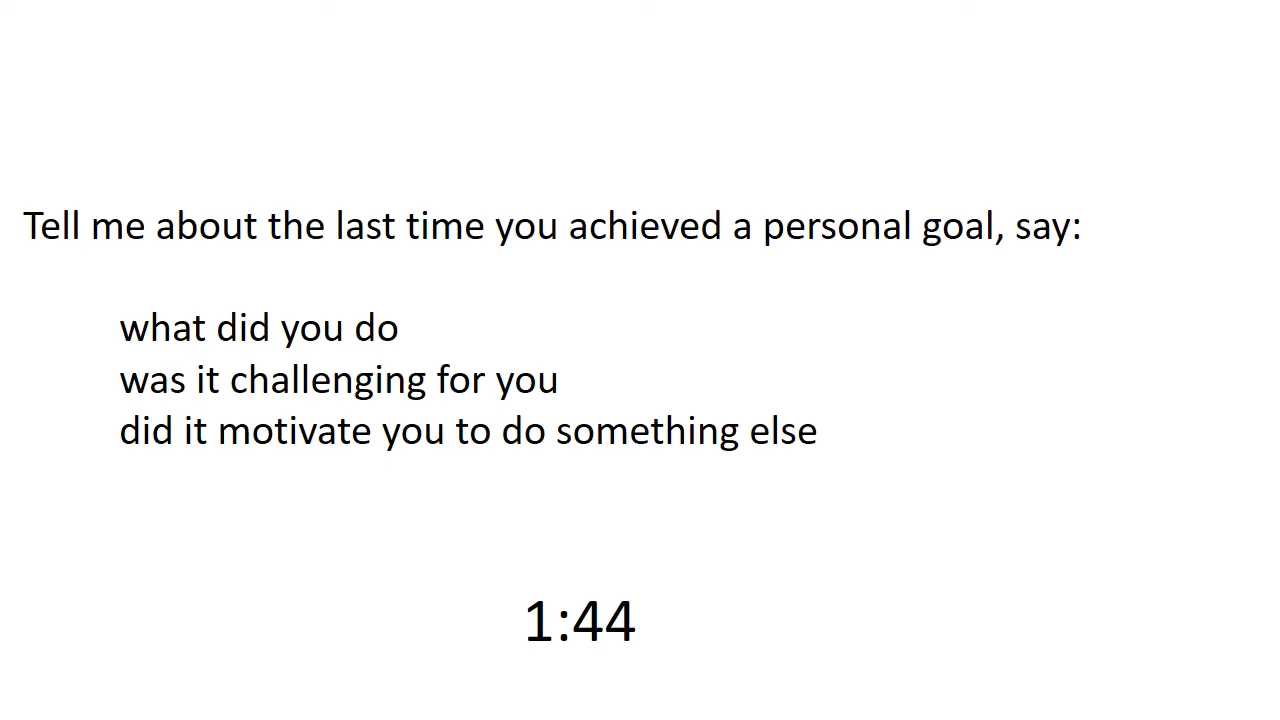 Tell me about the last time you achieved a personal goal, say:
what did you do
was it challenging for you
did it motivate you to do something else
1:44